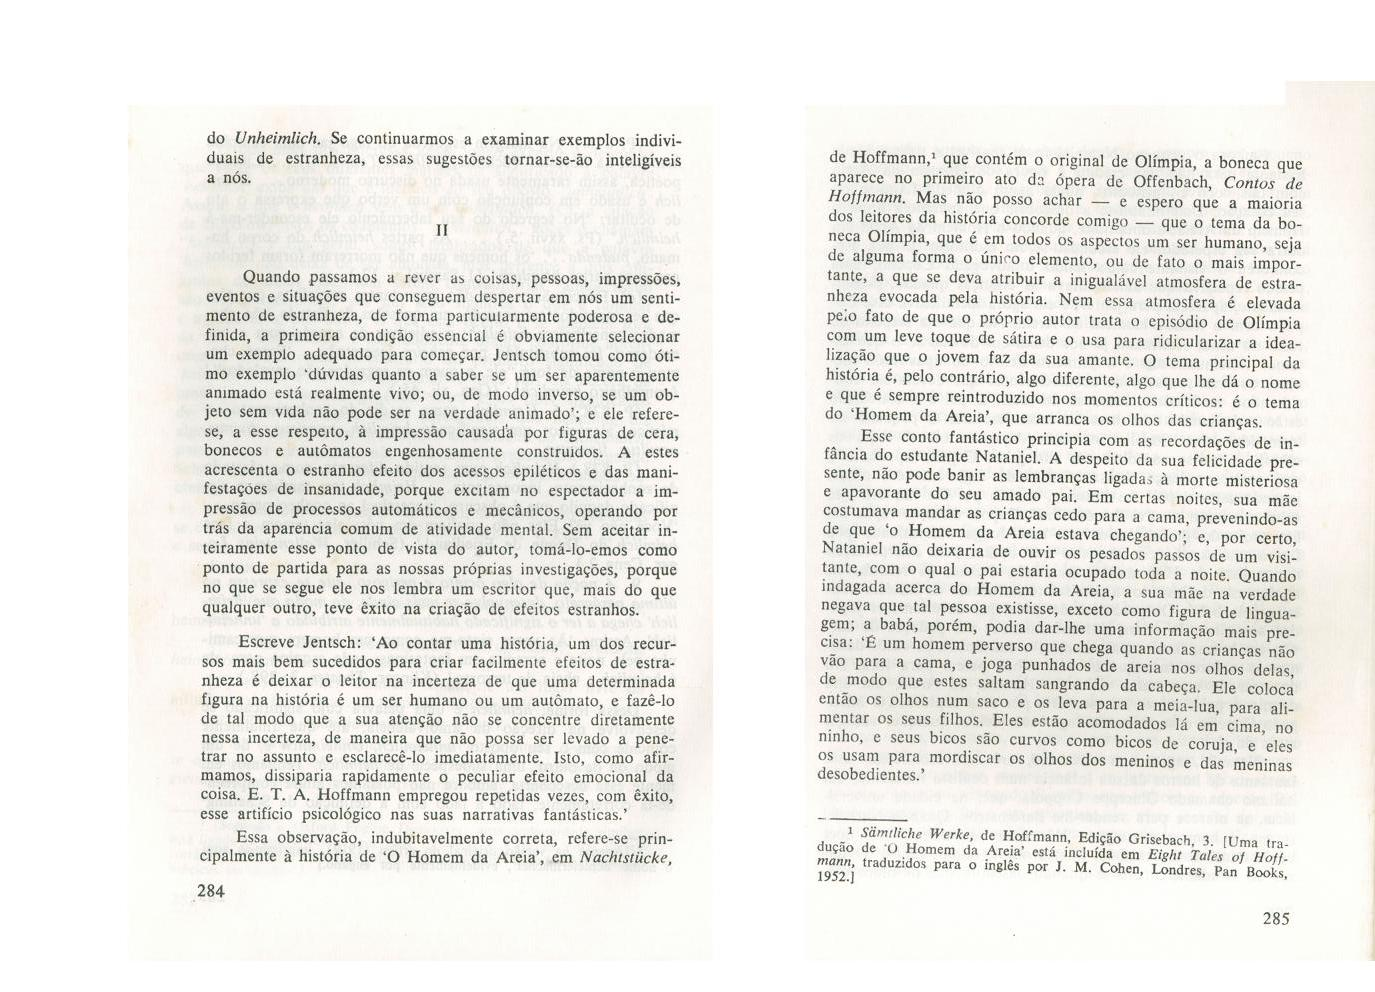 do Unheimlich. Se continuarmos a examinar exemplos indivi-
duais de estranheza, essas sugestões tornar-se-ão inteligíveis
a nós.
II
Quando passamos a rever as coisas, pessoas, impressões,
eventos e situações que conseguem despertar em nós um senti-
mento de estranheza, de forma particularmente poderosa e de-
finida, a primeira condição essencial é obviamente selecionar
um exemplo adequado para começar. Jentsch tomou como óti-
mo exemplo ‘dúvidas quanto a saber se um ser aparentemente
animado está realmente vivo; ou, de modo inverso, se um ob-
jeto sem vida não pode ser na verdade animado’; e ele refere-
se, a esse respeito, à impressão causada por figuras de cera,
bonecos e autômatos engenhosamente construidos. A estes
acrescenta o estranho efeito dos acessos epiléticos e das mani-
festações de insanidade, porque excitam no espectador a im-
pressão de processos automáticos e mecânicos, operando por
trás da aparência comum de atividade mental. Sem aceitar in-
teiramente esse ponto de vista do autor, tomá-lo-emos como
ponto de partida para as nossas próprias investigações, porque
no que se segue ele nos lembra um escritor que, mais do que
qualquer outro, teve êxito na criação de efeitos estranhos.
Escreve Jentsch: ‘Ao contar uma história, um dos recur-
sos mais bem sucedidos para criar facilmente efeitos de estra-
nheza é deixar o leitor na incerteza de que uma determinada
figura na história é um ser humano ou um autômato, e fazê-lo
de tal modo que a sua atenção não se concentre diretamente
nessa incerteza, de maneira que não possa ser levado a pene-
trar no assunto e esclarecê-lo imediatamente. Isto, como afir-
mamos, dissiparia rapidamente o peculiar efeito emocional da
coisa. E. T. A. Hoffmann empregou repetidas vezes, com êxito,
esse artifício psicológico nas suas narrativas fantásticas.’
Essa observação, indubitavelmente correta, refere-se prin-
cipalmente à história de ‘O Homem da Areia’, em Nachtstücke,
284
de Hoffmann,¹ que contém o original de Olímpia, a boneca que
aparece no primeiro ato da ópera de Offenbach, Contos de
Hoffmann. Mas não posso achar — e espero que a maioria
dos leitores da história concorde comigo — que o tema da bo-
neca Olímpia, que é em todos os aspectos um ser humano, seja
de alguma forma o único elemento, ou de fato o mais impor-
tante, a que se deva atribuir a inigualável atmosfera de estra-
nheza evocada pela história. Nem essa atmosfera é elevada
pelo fato de que o próprio autor trata o episódio de Olímpia
com um leve toque de sátira e o usa para ridicularizar a idea-
lização que o jovem faz da sua amante. O tema principal da
história é, pelo contrário, algo diferente, algo que lhe dá o nome
e que é sempre reintroduzido nos momentos críticos: é o tema
do ‘Homem da Areia’, que arranca os olhos das crianças.
Esse conto fantástico principia com as recordações de in-
fância do estudante Nataniel. A despeito da sua felicidade pre-
sente, não pode banir as lembranças ligadas à morte misteriosa
e apavorante do seu amado pai. Em certas noites, sua mãe
costumava mandar as crianças cedo para a cama, prevenindo-as
de que ‘o Homem da Areia estava chegando’; e, por certo,
Nataniel não deixaria de ouvir os pesados passos de um visi-
tante, com o qual o pai estaria ocupado toda a noite. Quando
indagada acerca do Homem da Areia, a sua mãe na verdade
negava que tal pessoa existisse, exceto como figura de lingua-
gem; a babá, porém, podia dar-lhe uma informação mais pre-
cisa: ‘É um homem perverso que chega quando as crianças não
vão para a cama, e joga punhados de areia nos olhos delas,
de modo que estes saltam sangrando da cabeça. Ele coloca
então os olhos num saco e os leva para a meia-lua, para ali-
mentar os seus filhos. Eles estão acomodados lá em cima, no
ninho, e seus bicos são curvos como bicos de coruja, e eles
os usam para mordiscar os olhos dos meninos e das meninas
desobedientes.’
¹ Sämtliche Werke, de Hoffmann, Edição Grisebach, 3. [Uma tra-
dução de ‘O Homem da Areia’ está incluída em Eight Tales of Hoff-
mann, traduzidos para o inglês por J. M. Cohen, Londres, Pan Books,
1952.]
285